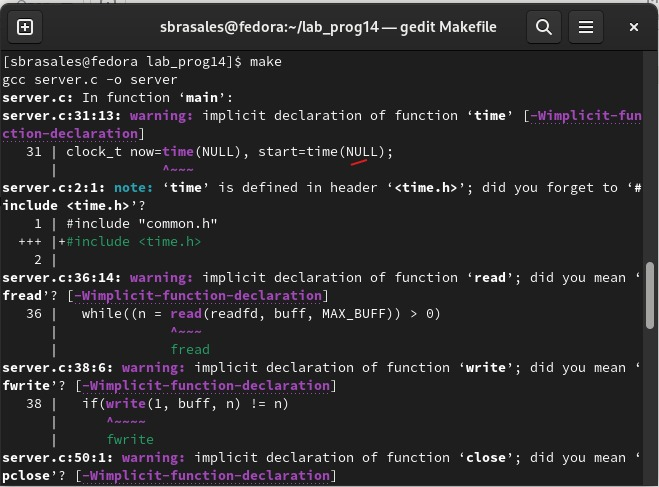 sbrasales@fedora:~/lab_prog14 — gedit Makefile
[sbrasales@fedora lab_prog14]$ make
gcc server.c -o server
server.c: In function ‘main’:
server.c:31:13: warning: implicit declaration of function ‘time’ [-Wimplicit-fun
ction-declaration]
31 | clock_t now=time(NULL), start=time(NULL);
| ^~~~
server.c:2:1: note: ‘time’ is defined in header ‘<time.h>’; did you forget to ‘#
include <time.h>’?
1 | #include "common.h"
+++ |+#include <time.h>
2 |
server.c:36:14: warning: implicit declaration of function ‘read’; did you mean ‘
fread’? [-Wimplicit-function-declaration]
36 | while((n = read(readfd, buff, MAX_BUFF)) > 0)
| ^~~~
| fread
server.c:38:6: warning: implicit declaration of function ‘write’; did you mean ‘
fwrite’? [-Wimplicit-function-declaration]
38 | if(write(1, buff, n) != n)
| ^~~~~
| fwrite
server.c:50:1: warning: implicit declaration of function ‘close’; did you mean ‘
pclose’? [-Wimplicit-function-declaration]